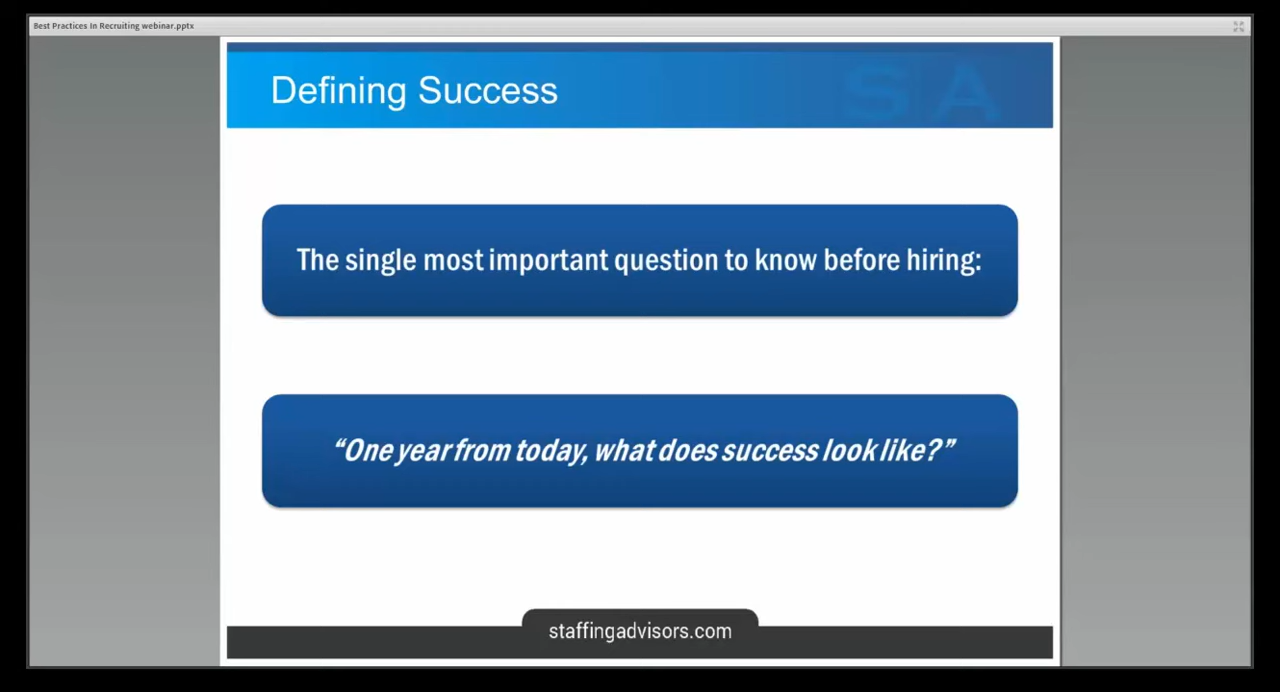 Best Practices In Recruiting webinar.pptx
Defining Success
S A
The single most important question to know before hiring:
“One year from today, what does success look like?”
staffingadvisors.com